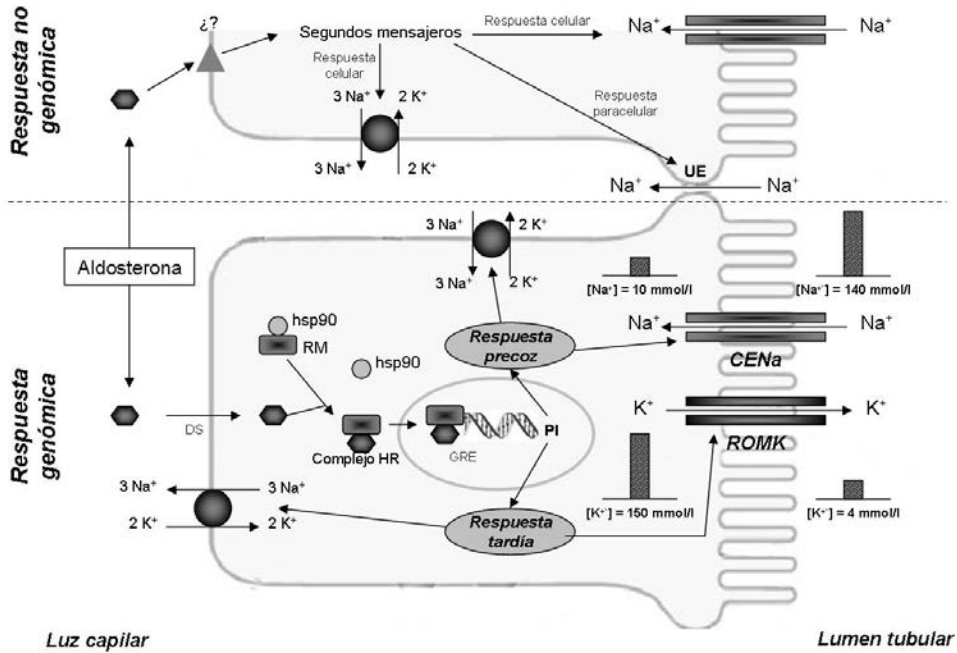 Respuesta no
genómica
¿?
Segundos mensajeros
Respuesta celular
Na⁺
Na⁺
Respuesta
celular
3 Na⁺
2 K⁺
3 Na⁺
2 K⁺
Respuesta
paracelular
UE
Na⁺
Na⁺
Aldosterona
3 Na⁺
2 K⁺
3 Na⁺
2 K⁺
[Na⁺] = 10 mmol/l
[Na⁺] = 140 mmol/l
hsp90
RM
hsp90
Respuesta
precoz
Na⁺
Na⁺
CENa
Respuesta
genómica
DS
Complejo HR
GRE
PI
K⁺
K⁺
ROMK
3 Na⁺
3 Na⁺
2 K⁺
2 K⁺
Respuesta
tardía
[K⁺] = 150 mmol/l
[K⁺] = 4 mmol/l
Luz capilar
Lumen tubular